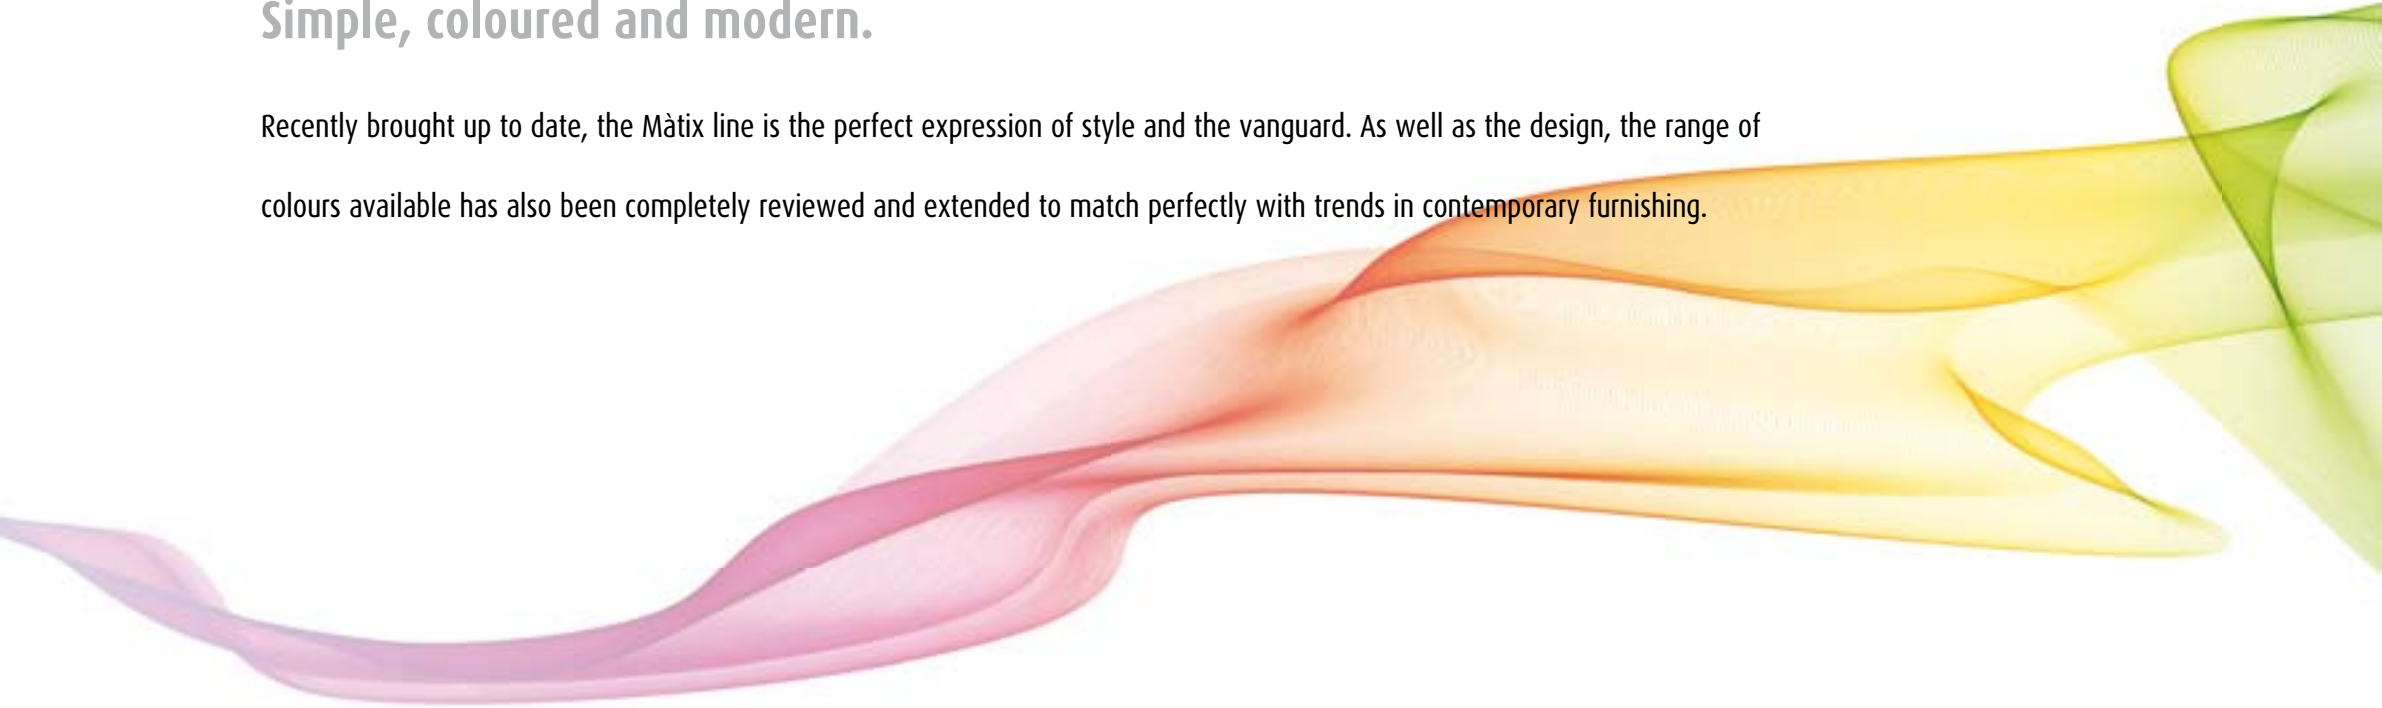 Simple, coloured and modern.
Recently brought up to date, the Màtix line is the perfect expression of style and the vanguard. As well as the design, the range of
colours available has also been completely reviewed and extended to match perfectly with trends in contemporary furnishing.